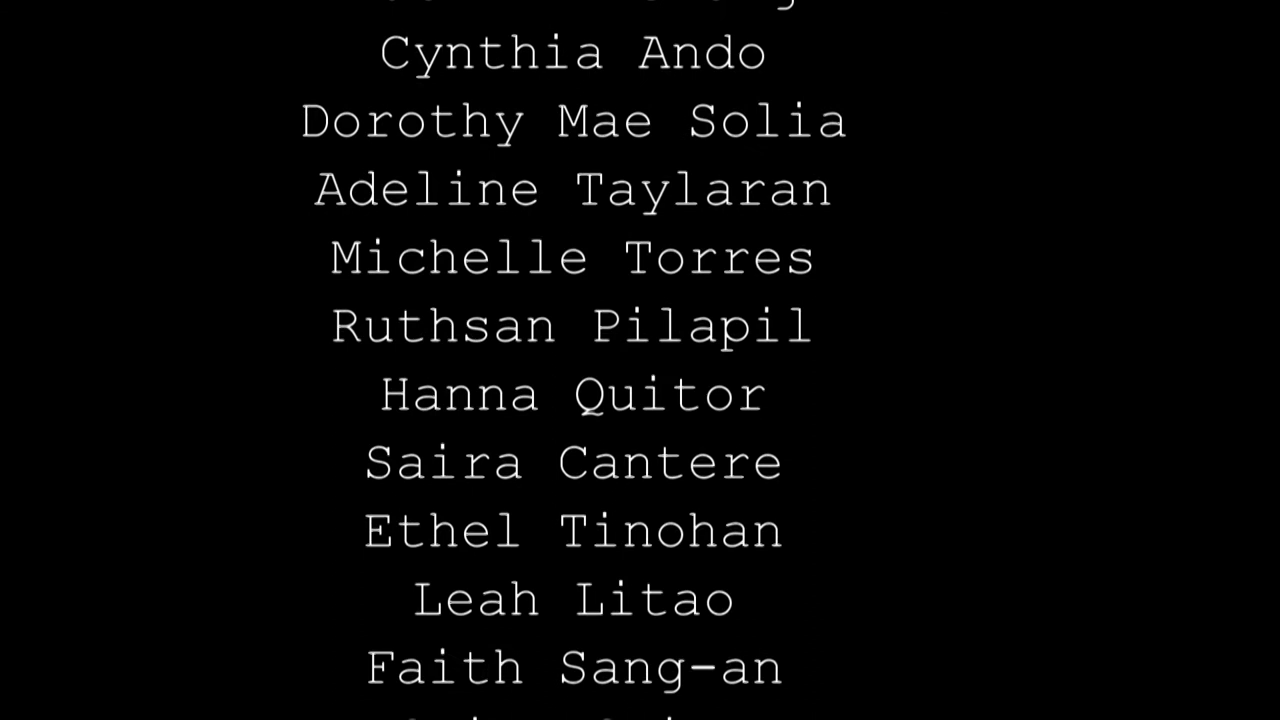 Cynthia Ando
Dorothy Mae Solia
Adeline Taylaran
Michelle Torres
Ruthsan Pilapil
Hanna Quitor
Saira Cantere
Ethel Tinohan
Leah Litao
Faith Sang-an